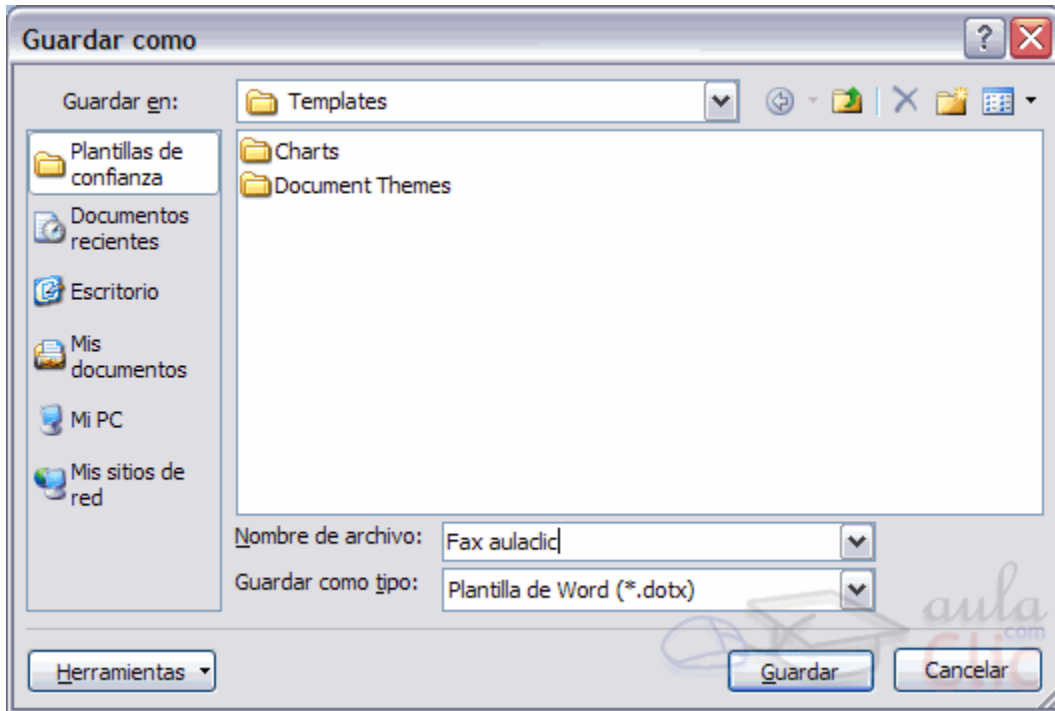 Guardar como
Guardar en:
Templates
Plantillas de
confianza
Documentos
recientes
Escritorio
Mis
documentos
Mi PC
Mis sitios de
red
Charts
Document Themes
Nombre de archivo:
Fax aulaclic
Guardar como tipo:
Plantilla de Word (*.dotx)
Herramientas
Guardar
Cancelar
aula
Clic
.com